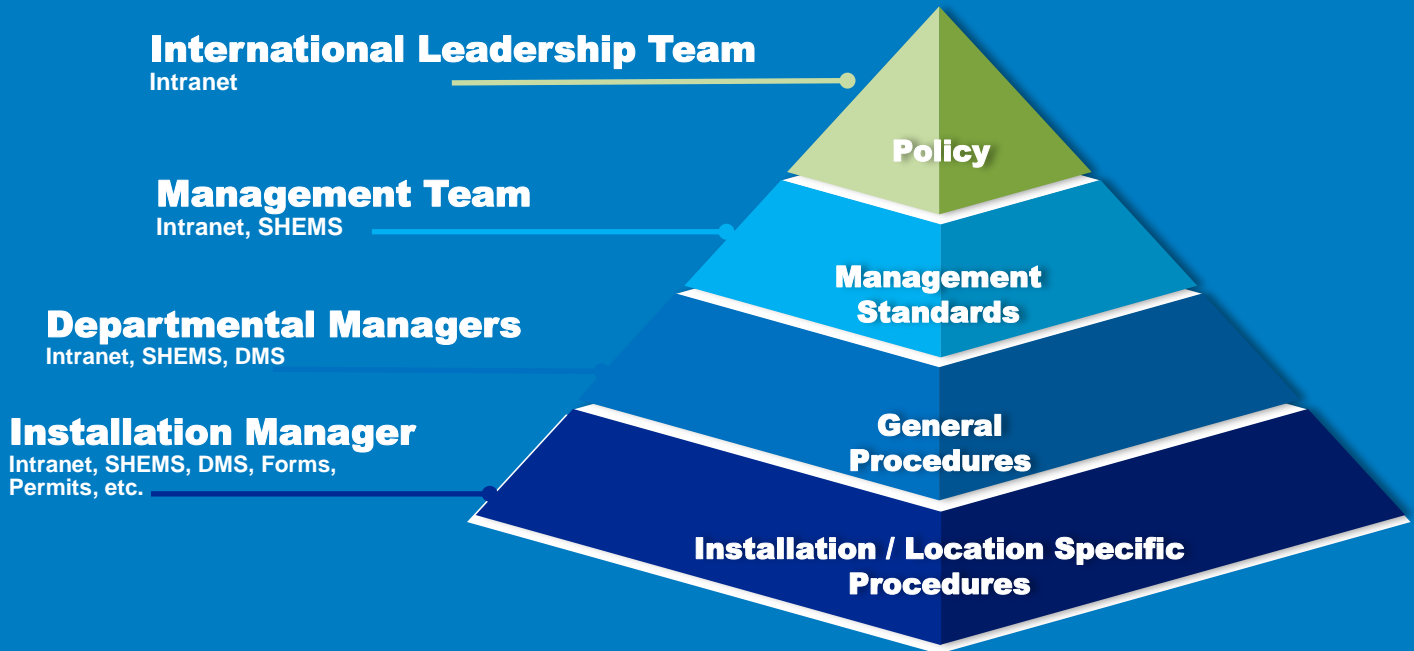 International Leadership Team
Intranet
Policy
Management Team
Intranet, SHEMS
Management
Standards
Departmental Managers
Intranet, SHEMS, DMS
General
Procedures
Installation Manager
Intranet, SHEMS, DMS, Forms,
Permits, etc.
Installation / Location Specific
Procedures